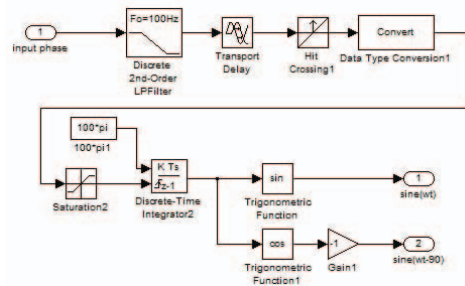 Fo=100Hz
1
input phase
Discrete
2nd-Order
LPFilter
Transport
Delay
Hit
Crossing1
Convert
Data Type Conversion1
100*pi
100*pi1
Saturation2
K Ts
z-1
Discrete-Time
Integrator2
sin
Trigonometric
Function
1
sine(wt)
cos
Trigonometric
Function1
-1
Gain1
2
sine(wt-90)